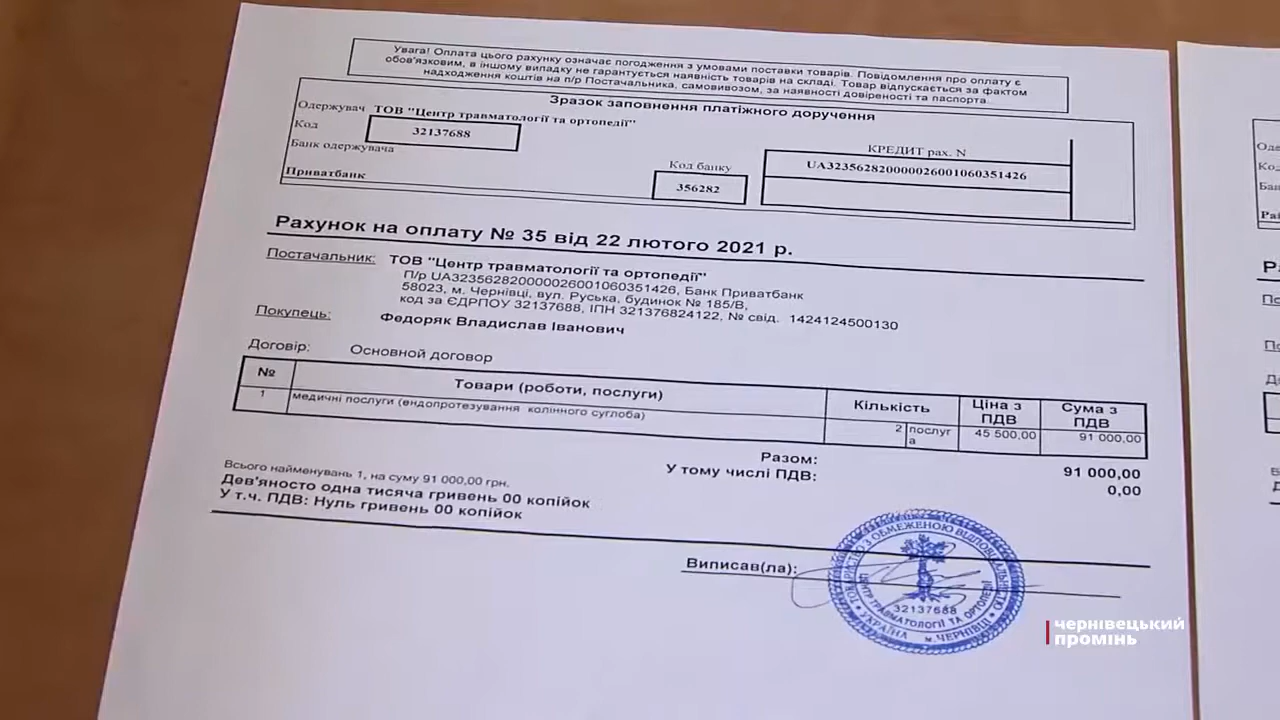 Увага! Оплата цього рахунку означає погодження з умовами поставки товарів. Повідомлення про оплату є
обов'язковим, в іншому випадку не гарантується наявність товарів на складі. Товар відпускається за фактом
надходження коштів на п/р Постачальника, самовивозом, за наявності довіреності та паспорта.
Зразок заповнення платіжного доручення
Одержувач ТОВ "Центр травматології та ортопедії"
Код 32137688
Банк одержувача
Приватбанк
Код банку
356282
КРЕДИТ рах. N
UA323562820000026001060351426
Рахунок на оплату № 35 від 22 лютого 2021 р.
Постачальник: ТОВ "Центр травматології та ортопедії"
П/р UA323562820000026001060351426, Банк Приватбанк
58023, м. Чернівці, вул. Руська, будинок № 185/В,
код за ЄДРПОУ 32137688, ІПН 321376824122, № свід. 1424124500130
Покупець: Федоряк Владислав Іванович
Договір: Основной договор
№ Товари (роботи, послуги) Кількість Ціна з ПДВ Сума з ПДВ
1 медичні послуги (ендопротезування колінного суглоба) 2 послуга 45 500,00 91 000,00
Разом: 91 000,00
У тому числі ПДВ: 0,00
Всього найменувань 1, на суму 91 000,00 грн.
Дев'яносто одна тисяча гривень 00 копійок
У т.ч. ПДВ: Нуль гривень 00 копійок
Виписав(ла):
ТОВАРИСТВО З ОБМЕЖЕНОЮ ВІДПОВІДАЛЬНІСТЮ
ЦЕНТР ТРАВМАТОЛОГІЇ ТА ОРТОПЕДІЇ
32137688
УКРАЇНА м. ЧЕРНІВЦІ
чернівецький
промінь